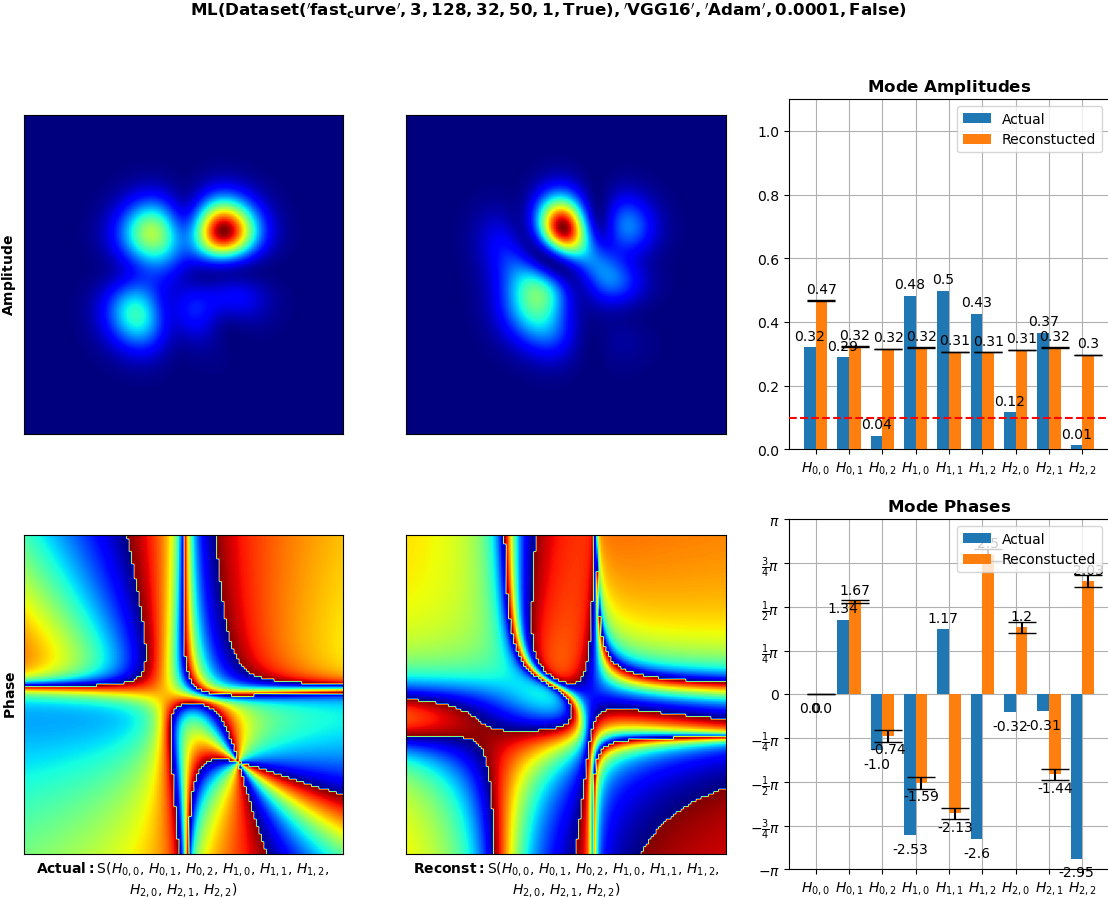 ML(Dataset('fast_curve', 3, 128, 32, 50, 1, True), 'VGG16', 'Adam', 0.0001, False)
Mode Amplitudes
Actual
Reconstucted
1.0
0.8
0.6
0.4
0.2
0.0
0.32 0.29 0.04 0.48 0.5 0.43 0.12 0.37 0.01
0.47 0.32 0.32 0.32 0.31 0.31 0.31 0.32 0.3
H0,0 H0,1 H0,2 H1,0 H1,1 H1,2 H2,0 H2,1 H2,2
Amplitude
Mode Phases
Actual
Reconstucted
π
3/4π
1/2π
1/4π
0
−1/4π
−1/2π
−3/4π
−π
0.0 1.34 -1.0 -2.53 1.17 -2.6 -0.32 -0.31 -2.95
0.0 1.67 -0.74 -1.59 -2.13 2.5 1.2 -1.44 2.03
H0,0 H0,1 H0,2 H1,0 H1,1 H1,2 H2,0 H2,1 H2,2
Phase
Actual: S(H0,0, H0,1, H0,2, H1,0, H1,1, H1,2,
H2,0, H2,1, H2,2)
Reconst: S(H0,0, H0,1, H0,2, H1,0, H1,1, H1,2,
H2,0, H2,1, H2,2)